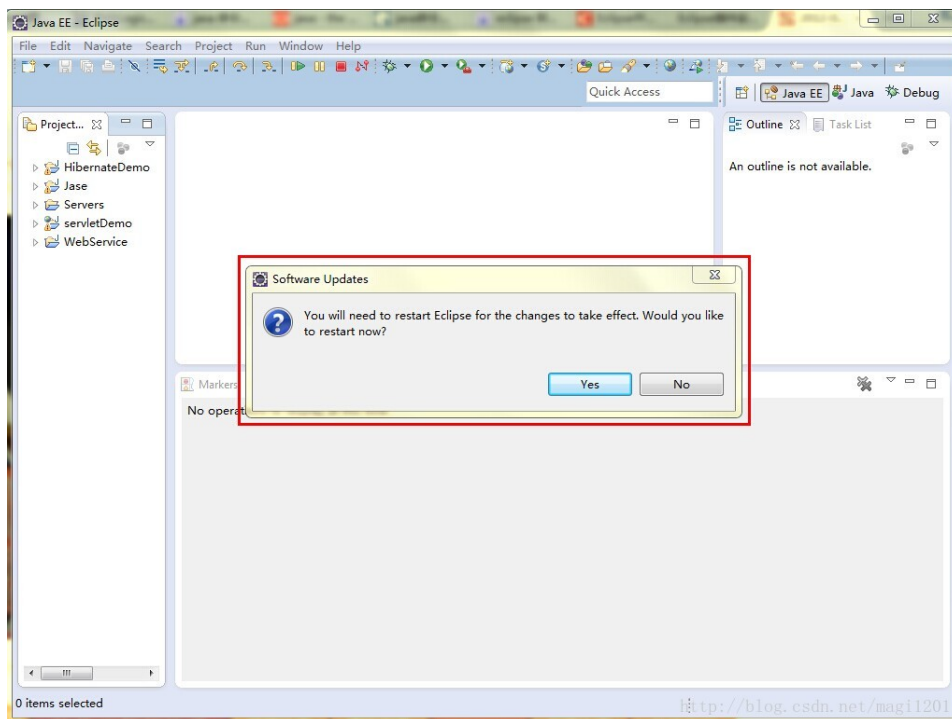 Java EE - Eclipse
File Edit Navigate Search Project Run Window Help
Quick Access
Java EE
Java
Debug
Project...
HibernateDemo
Jase
Servers
servletDemo
WebService
Outline
Task List
An outline is not available.
Software Updates
You will need to restart Eclipse for the changes to take effect. Would you like
to restart now?
Yes
No
Markers
No operat
0 items selected
http://blog.csdn.net/magi1201